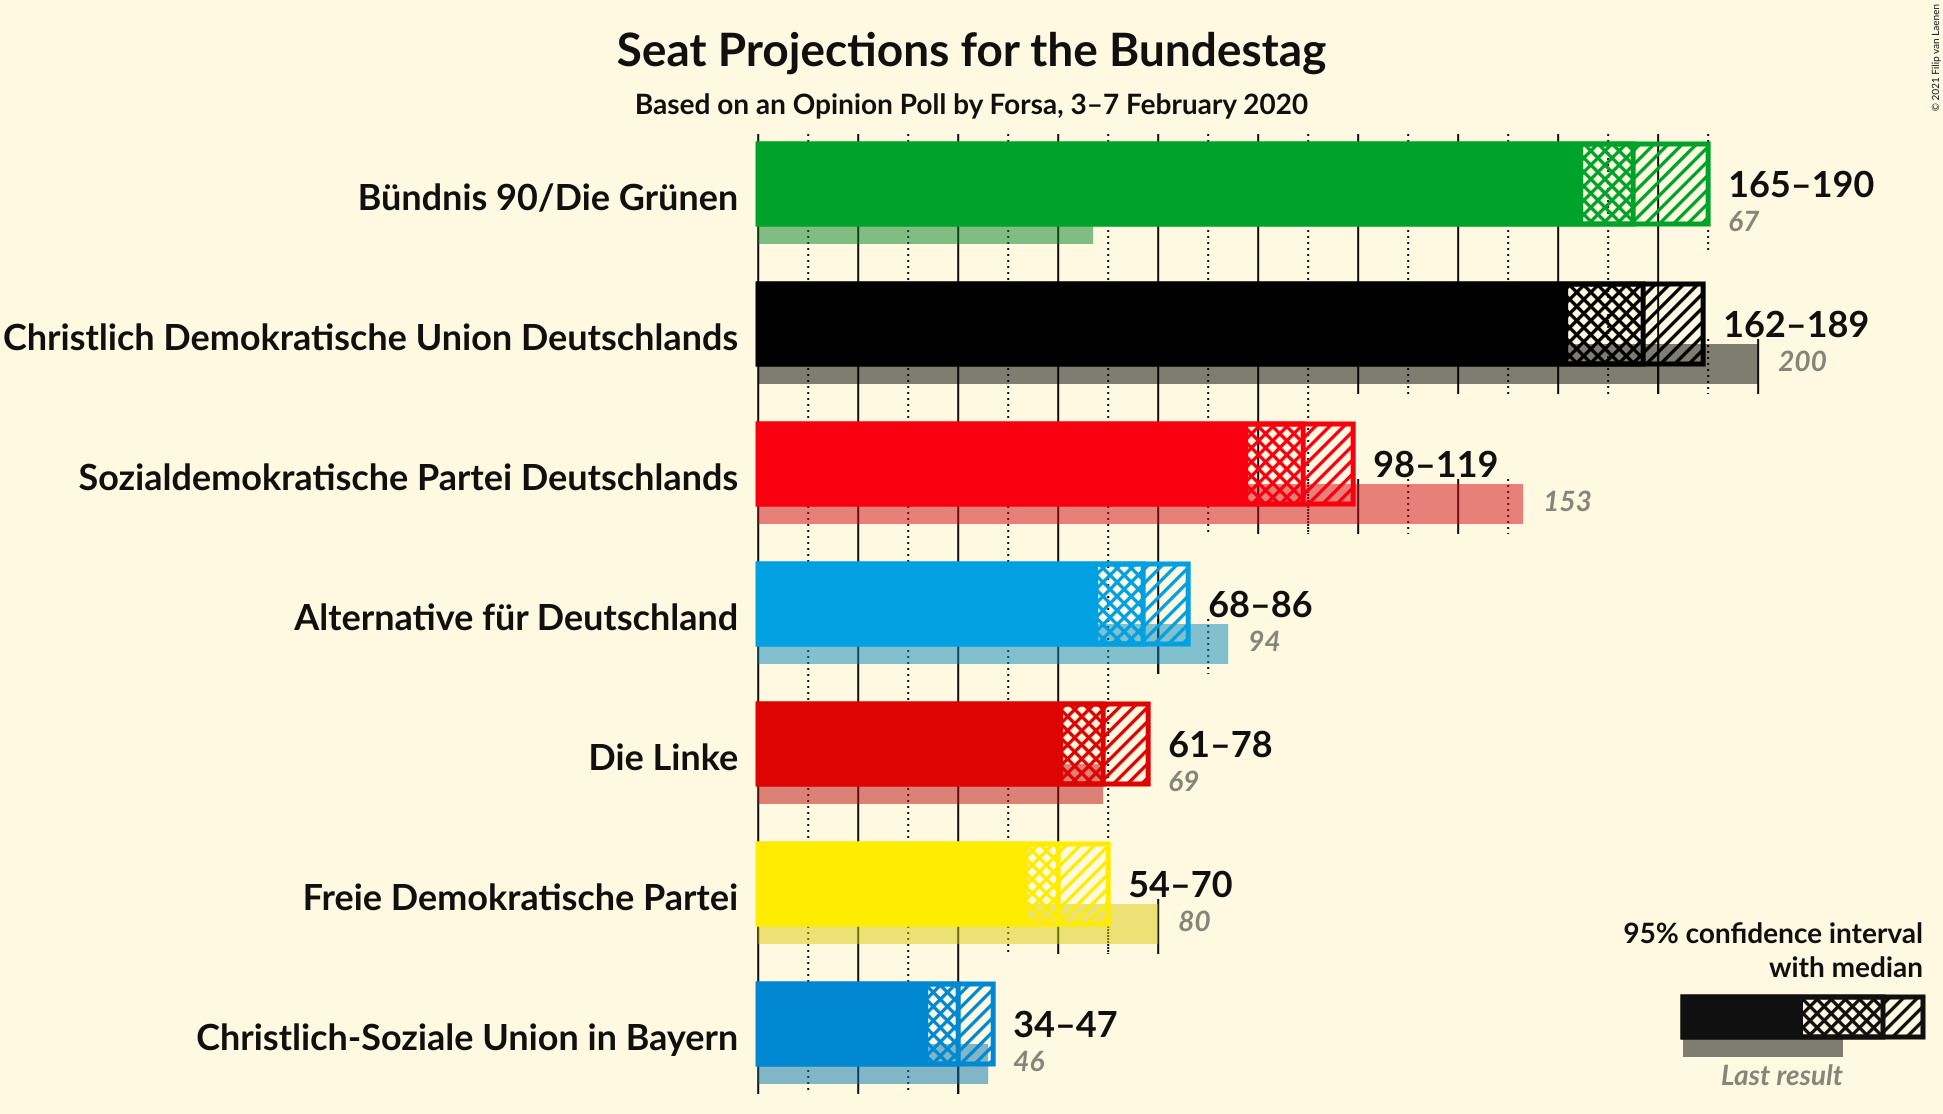 Seat Projections for the Bundestag
Based on an Opinion Poll by Forsa, 3–7 February 2020
© 2021 Filip van Laenen
Bündnis 90/Die Grünen
165–190
67
Christlich Demokratische Union Deutschlands
162–189
200
Sozialdemokratische Partei Deutschlands
98–119
153
Alternative für Deutschland
68–86
94
Die Linke
61–78
69
Freie Demokratische Partei
54–70
80
Christlich-Soziale Union in Bayern
34–47
46
95% confidence interval
with median
Last result